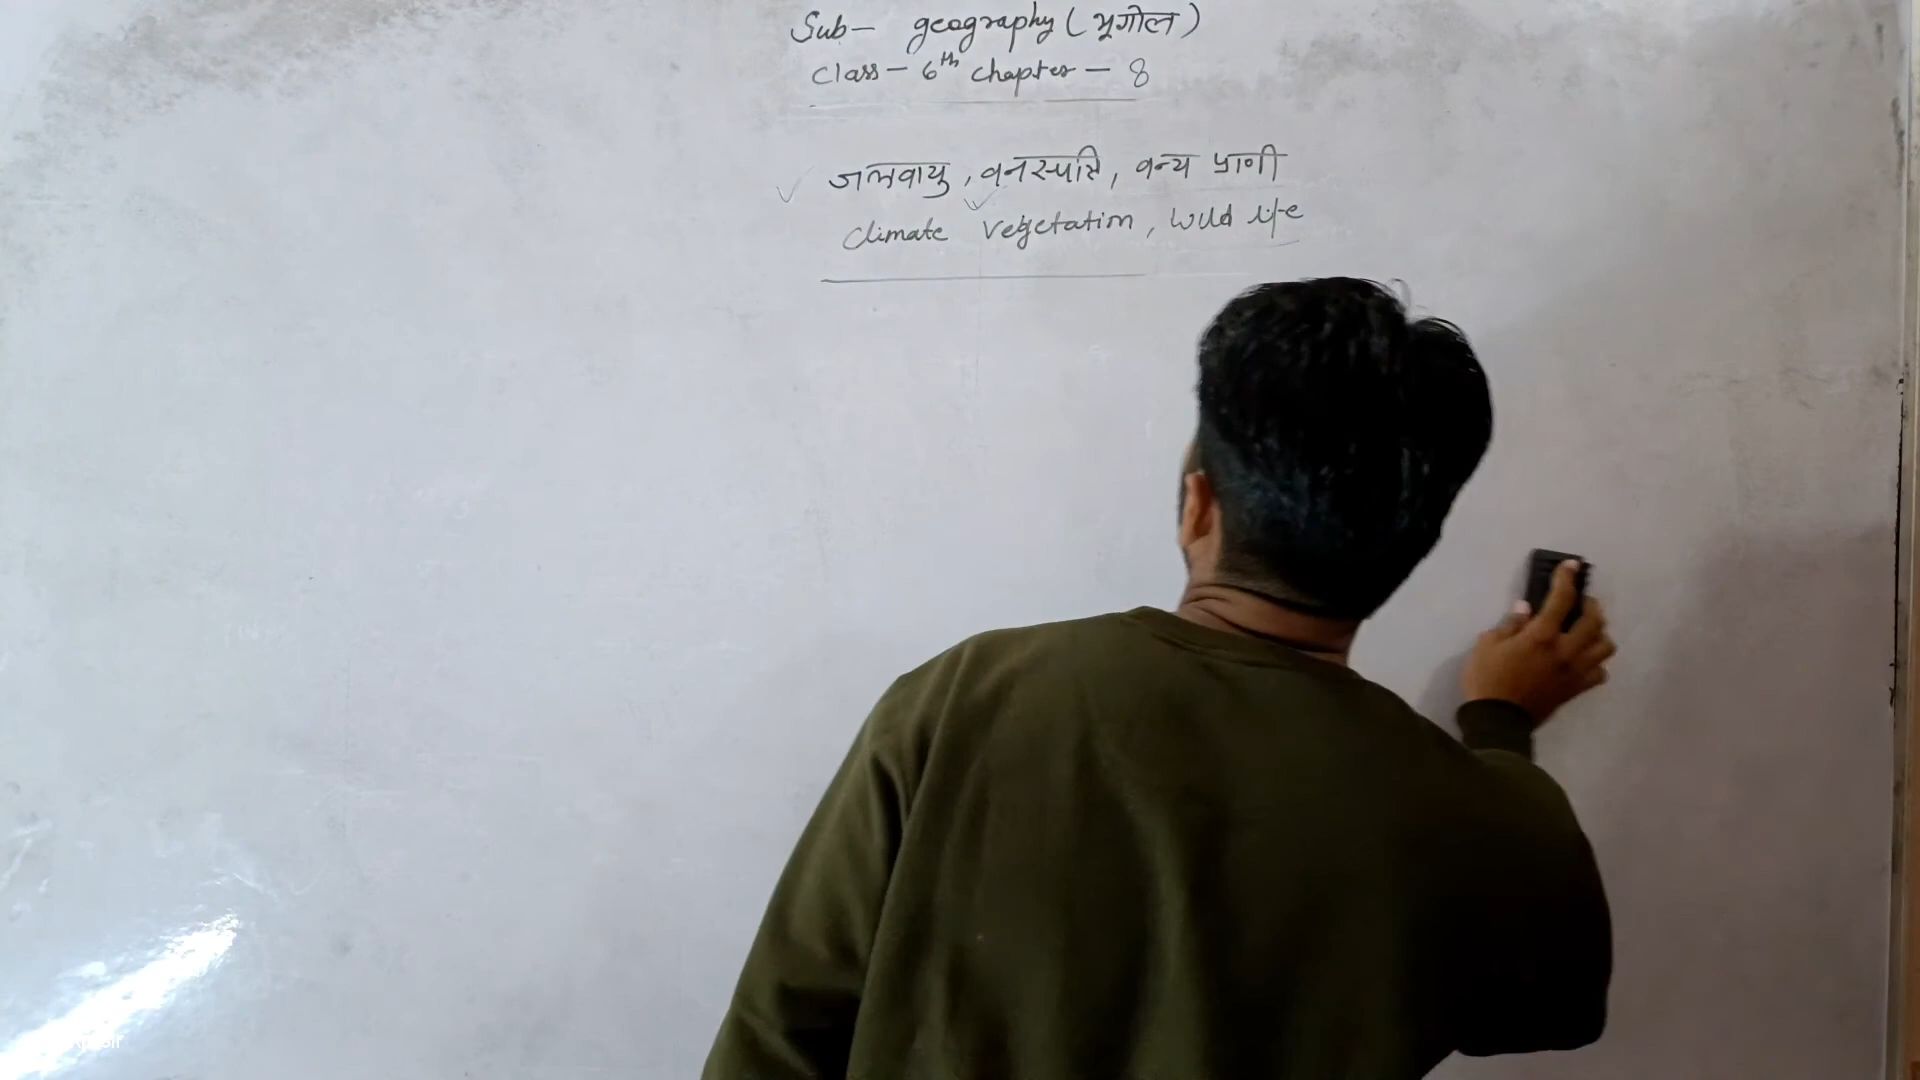 Sub- geography (भूगोल)
Class - 6th chapter - 8
जलवायु, वनस्पति, वन्य प्राणी
climate vegetation, wild life